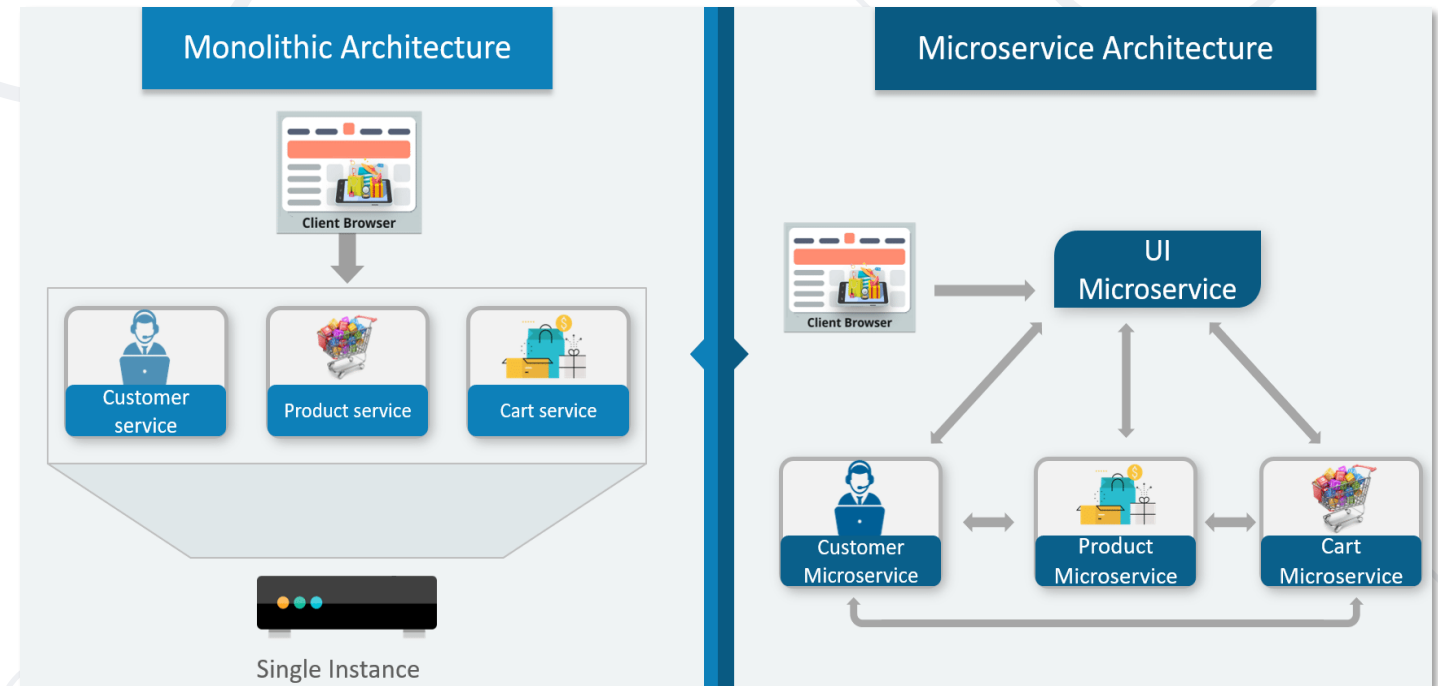 Monolithic Architecture
Client Browser
Customer
service
Product service
Cart service
Single Instance
Microservice Architecture
Client Browser
UI
Microservice
Customer
Microservice
Product
Microservice
Cart
Microservice